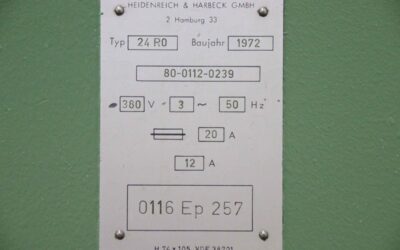 HEIDENREICH & HARBECK GMBH
2 Hamburg 33
Typ 24 RO Baujahr 1972
80-0112-0239
380 V 3 ~ 50 Hz
20 A
12 A
0116 Ep 257